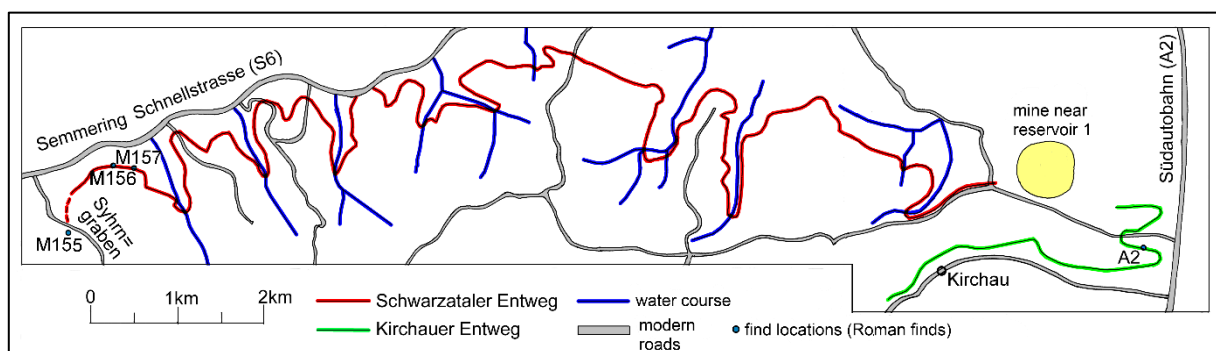 Semmering Schnellstrasse (S6)
M157
M156
Syhrn=
graben
M155
mine near
reservoir 1
Südautobahn (A2)
A2
Kirchau
0
1km
2km
Schwarzataler Entweg
water course
Kirchauer Entweg
modern
roads
find locations (Roman finds)